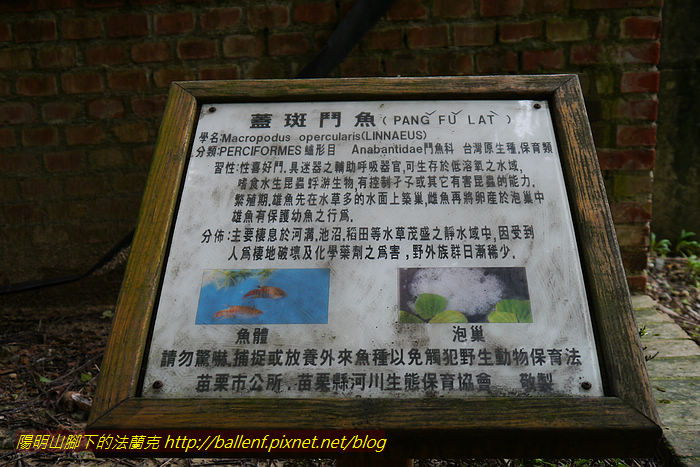 蓋斑鬥魚(PANGˇ FUˇ LATˋ)
學名:Macropodus opercularis(LINNAEUS)
分類:PERCIFORMES 鱸形目 Anabantidae鬥魚科 台灣原生種.保育類
習性:性喜好鬥.具迷器之輔助呼吸器官,可生存於低溶氧之水域,
嗜食水生昆蟲.蜉游生物,有控制孑孓或其它有害昆蟲的能力.
繁殖期.雄魚先在水草多的水面上築巢,雌魚再將卵產於泡巢中
雄魚有保護幼魚之行為.
分佈:主要棲息於河溝.池沼.稻田等水草茂盛之靜水域中.因受到
人為棲地破壞及化學藥劑之為害,野外族群日漸稀少.
魚體 泡巢
請勿驚嚇.捕捉或放養外來魚種以免觸犯野生動物保育法
苗栗市公所.苗栗縣河川生態保育協會 敬製
陽明山腳下的法蘭克 http://ballenf.pixnet.net/blog